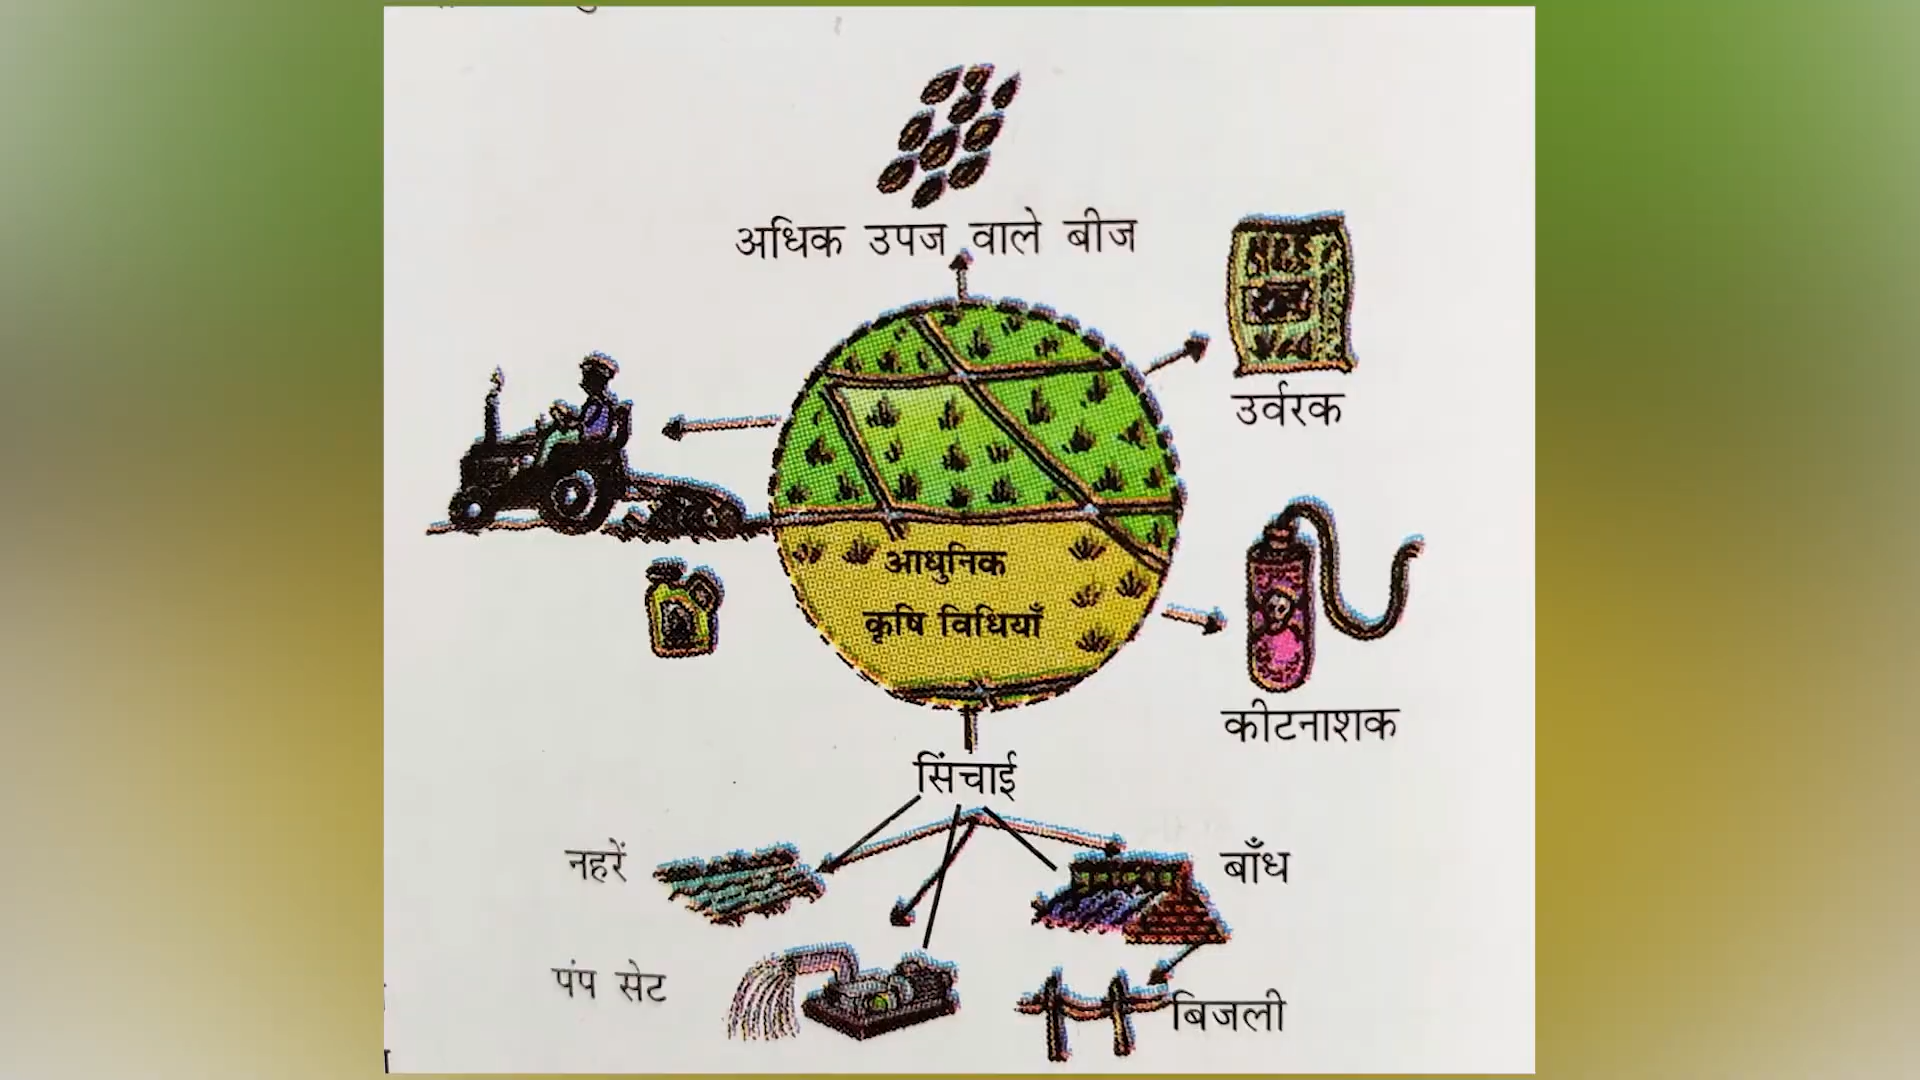 अधिक उपज वाले बीज
उर्वरक
आधुनिक
कृषि विधियाँ
कीटनाशक
सिंचाई
नहरें
बाँध
पंप सेट
बिजली